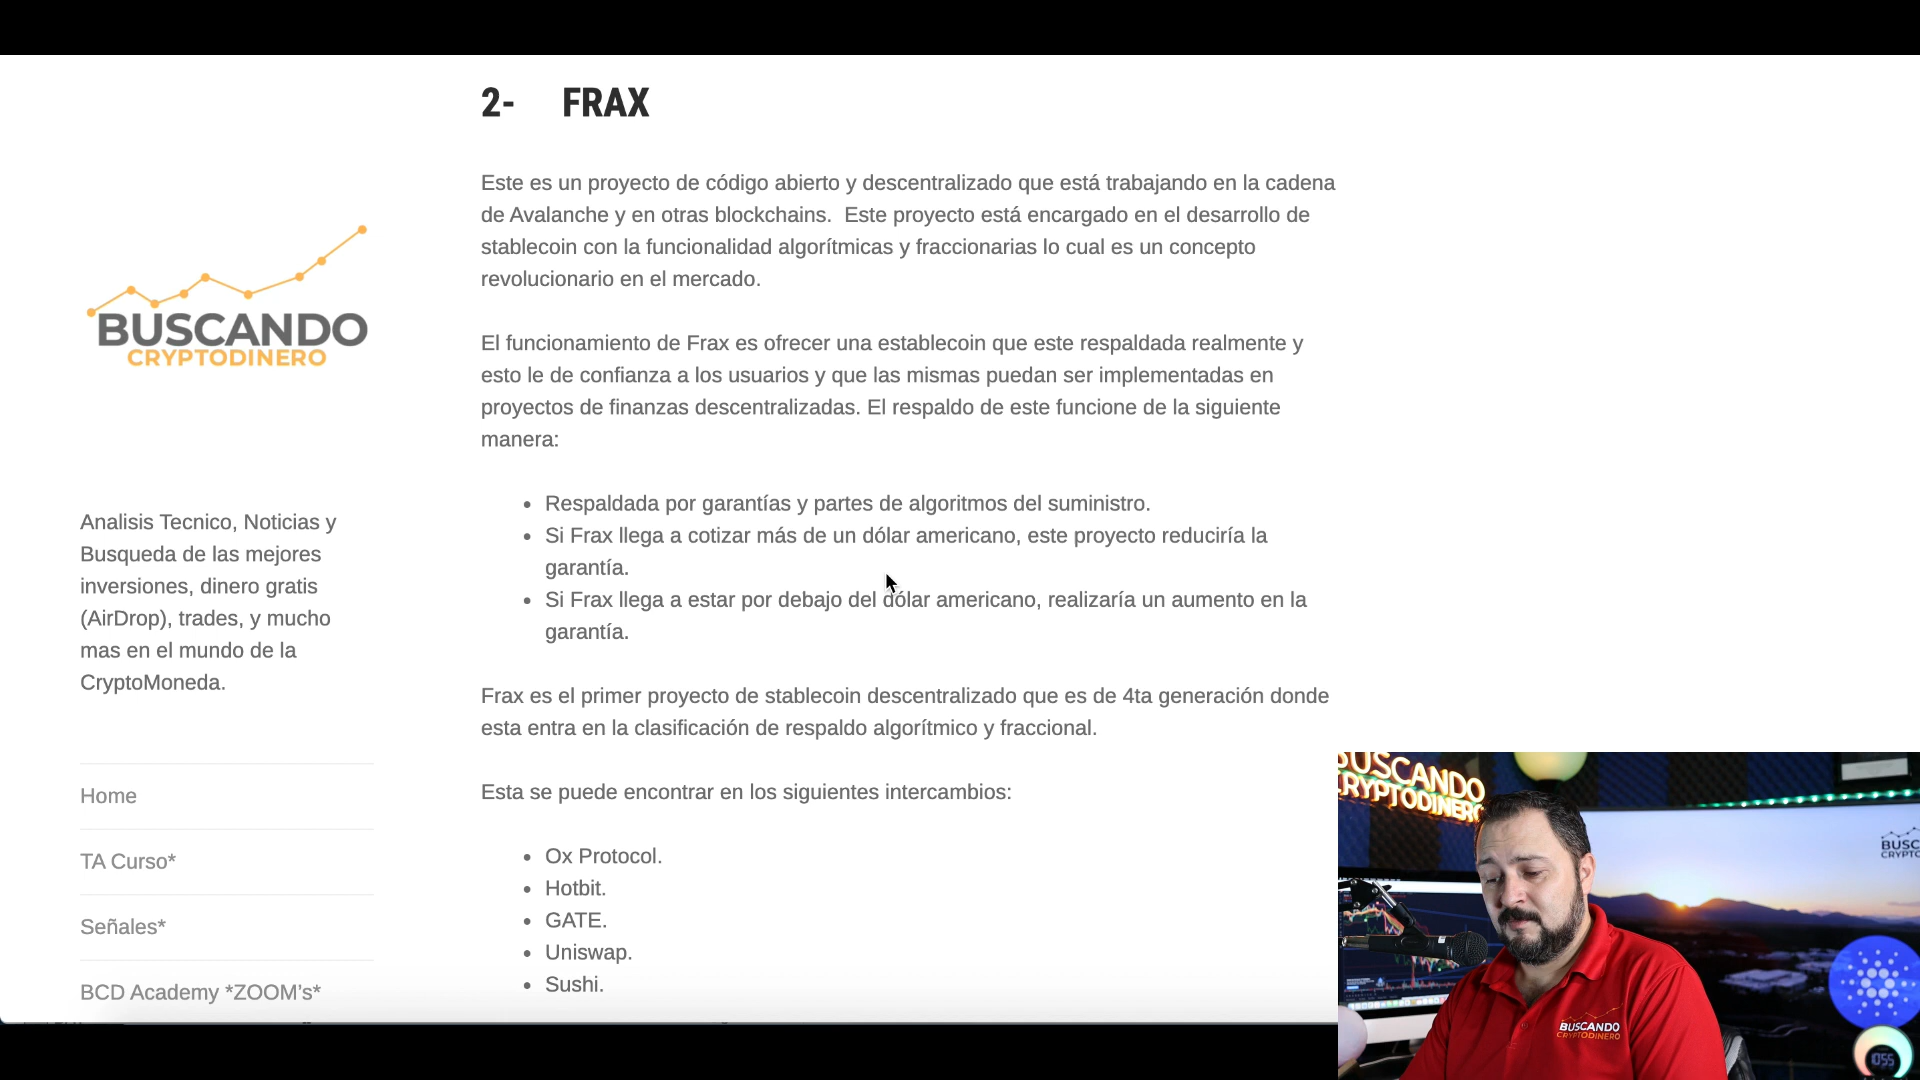 2- FRAX
Este es un proyecto de código abierto y descentralizado que está trabajando en la cadena
de Avalanche y en otras blockchains. Este proyecto está encargado en el desarrollo de
stablecoin con la funcionalidad algorítmicas y fraccionarias lo cual es un concepto
revolucionario en el mercado.
El funcionamiento de Frax es ofrecer una establecoin que este respaldada realmente y
esto le de confianza a los usuarios y que las mismas puedan ser implementadas en
proyectos de finanzas descentralizadas. El respaldo de este funcione de la siguiente
manera:
• Respaldada por garantías y partes de algoritmos del suministro.
• Si Frax llega a cotizar más de un dólar americano, este proyecto reduciría la
garantía.
• Si Frax llega a estar por debajo del dólar americano, realizaría un aumento en la
garantía.
Frax es el primer proyecto de stablecoin descentralizado que es de 4ta generación donde
esta entra en la clasificación de respaldo algorítmico y fraccional.
Esta se puede encontrar en los siguientes intercambios:
• Ox Protocol.
• Hotbit.
• GATE.
• Uniswap.
• Sushi.
BUSCANDO
CRYPTODINERO
Analisis Tecnico, Noticias y
Busqueda de las mejores
inversiones, dinero gratis
(AirDrop), trades, y mucho
mas en el mundo de la
CryptoMoneda.
Home
TA Curso*
Señales*
BCD Academy *ZOOM's*
BUSCANDO
CRYPTODINERO
BUSC
CRYPTO
BUSCANDO
CRYPTODINERO
1055